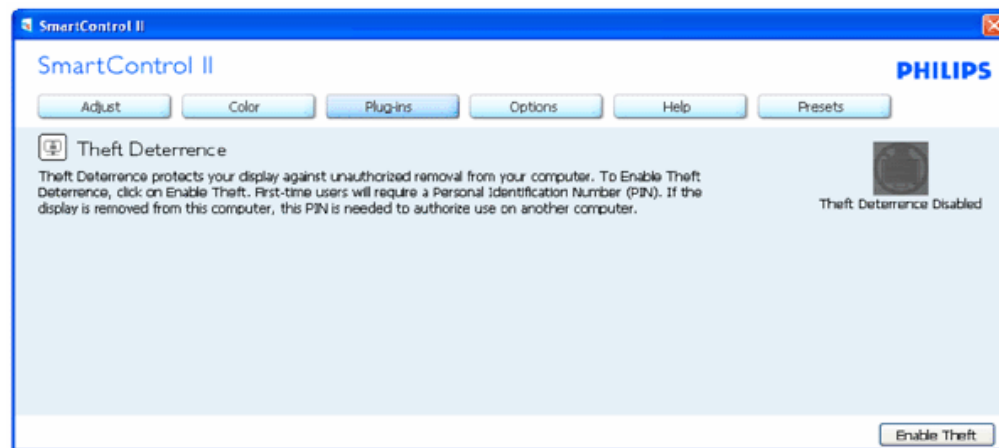 SmartControl II
SmartControl II
PHILIPS
Adjust Color Plug-ins Options Help Presets
Theft Deterrence
Theft Deterrence protects your display against unauthorized removal from your computer. To Enable Theft
Deterrence, click on Enable Theft. First-time users will require a Personal Identification Number (PIN). If the
display is removed from this computer, this PIN is needed to authorize use on another computer.
Theft Deterrence Disabled
Enable Theft